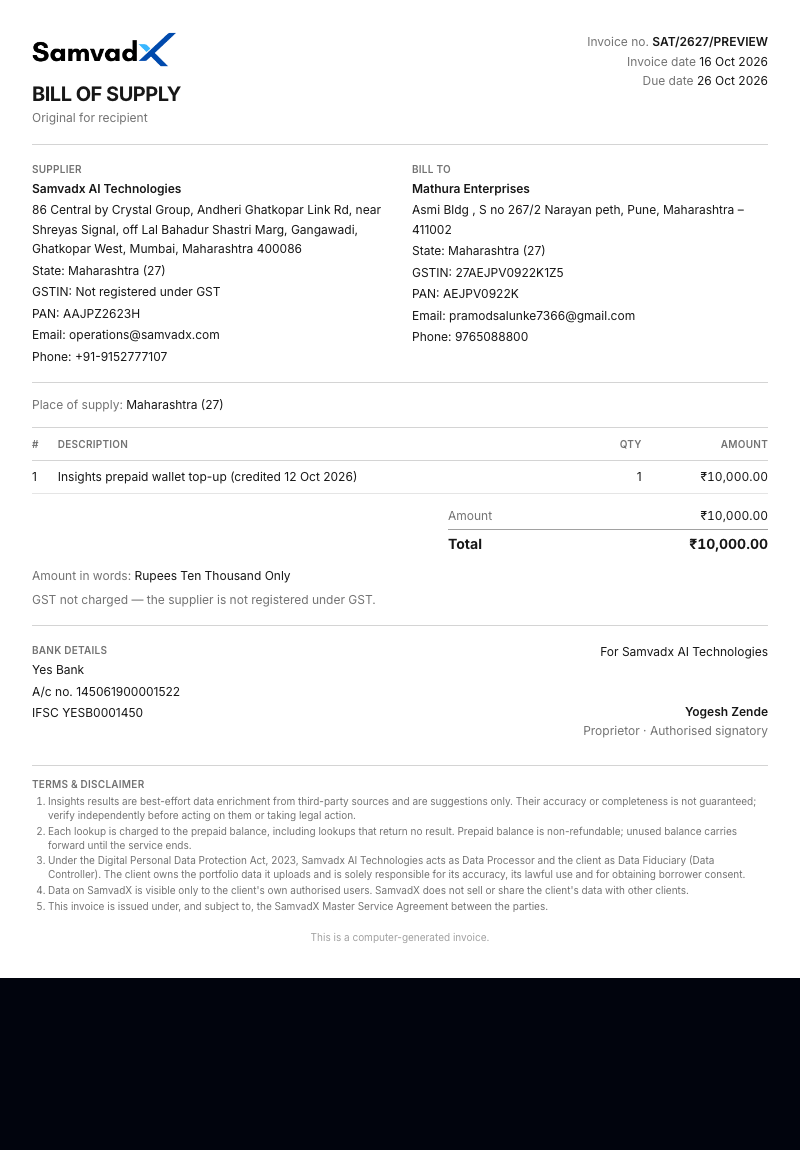 SamvadX
BILL OF SUPPLY
Original for recipient
Invoice no. SAT/2627/PREVIEW
Invoice date 16 Oct 2026
Due date 26 Oct 2026
SUPPLIER
Samvadx AI Technologies
86 Central by Crystal Group, Andheri Ghatkopar Link Rd, near
Shreyas Signal, off Lal Bahadur Shastri Marg, Gangawadi,
Ghatkopar West, Mumbai, Maharashtra 400086
State: Maharashtra (27)
GSTIN: Not registered under GST
PAN: AAJPZ2623H
Email: operations@samvadx.com
Phone: +91-9152777107
BILL TO
Mathura Enterprises
Asmi Bldg , S no 267/2 Narayan peth, Pune, Maharashtra –
411002
State: Maharashtra (27)
GSTIN: 27AEJPV0922K1Z5
PAN: AEJPV0922K
Email: pramodsalunke7366@gmail.com
Phone: 9765088800
Place of supply: Maharashtra (27)
# DESCRIPTION QTY AMOUNT
1 Insights prepaid wallet top-up (credited 12 Oct 2026) 1 ₹10,000.00
Amount ₹10,000.00
Total ₹10,000.00
Amount in words: Rupees Ten Thousand Only
GST not charged — the supplier is not registered under GST.
BANK DETAILS
Yes Bank
A/c no. 145061900001522
IFSC YESB0001450
For Samvadx AI Technologies
Yogesh Zende
Proprietor · Authorised signatory
TERMS & DISCLAIMER
1. Insights results are best-effort data enrichment from third-party sources and are suggestions only. Their accuracy or completeness is not guaranteed;
verify independently before acting on them or taking legal action.
2. Each lookup is charged to the prepaid balance, including lookups that return no result. Prepaid balance is non-refundable; unused balance carries
forward until the service ends.
3. Under the Digital Personal Data Protection Act, 2023, Samvadx AI Technologies acts as Data Processor and the client as Data Fiduciary (Data
Controller). The client owns the portfolio data it uploads and is solely responsible for its accuracy, its lawful use and for obtaining borrower consent.
4. Data on SamvadX is visible only to the client's own authorised users. SamvadX does not sell or share the client's data with other clients.
5. This invoice is issued under, and subject to, the SamvadX Master Service Agreement between the parties.
This is a computer-generated invoice.